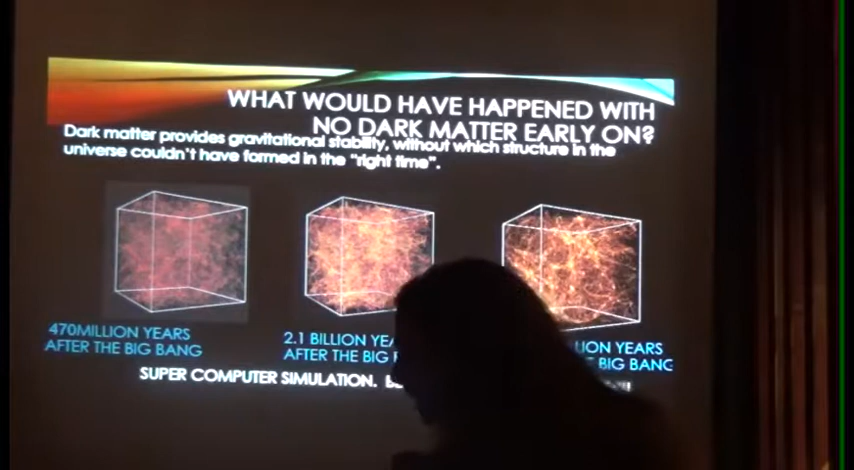 WHAT WOULD HAVE HAPPENED WITH
NO DARK MATTER EARLY ON?
Dark matter provides gravitational stability, without which structure in the
universe couldn't have formed in the "right time".
470MILLION YEARS
AFTER THE BIG BANG
2.1 BILLION
AFTER THE BIG
YEARS
BIG BANG
SUPER COMPUTER SIMULATION.